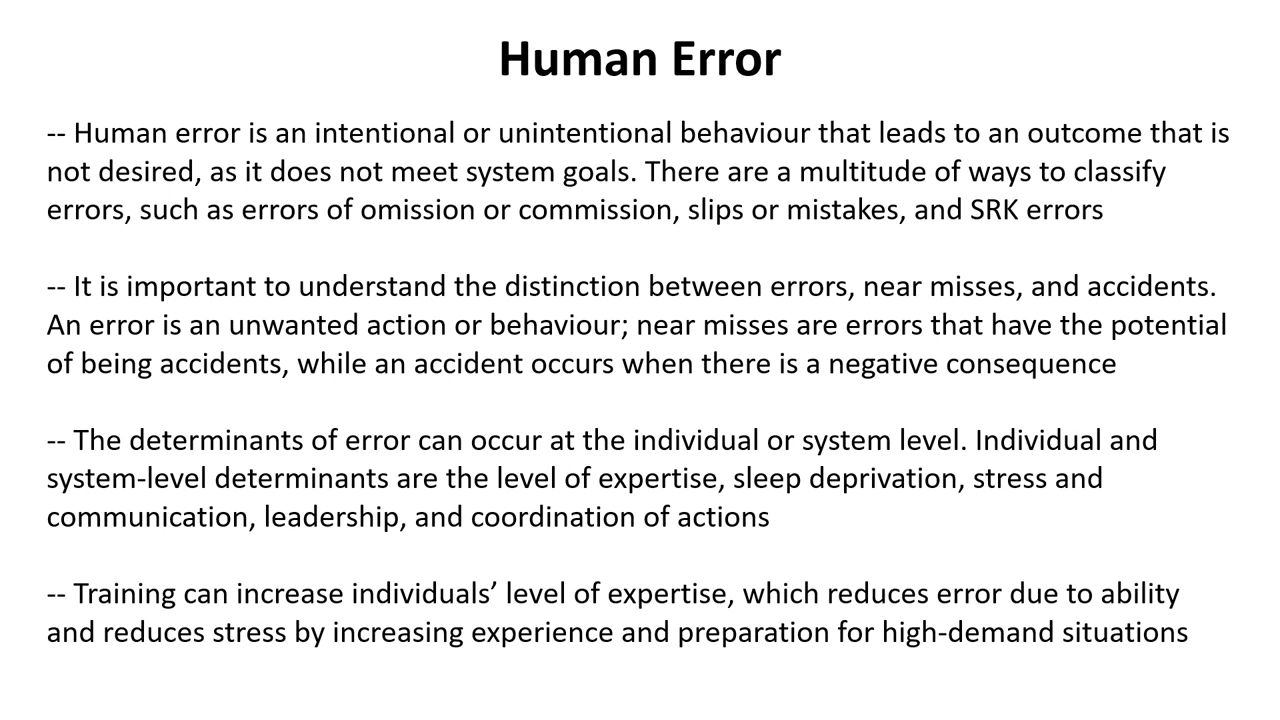 Human Error
-- Human error is an intentional or unintentional behaviour that leads to an outcome that is
not desired, as it does not meet system goals. There are a multitude of ways to classify
errors, such as errors of omission or commission, slips or mistakes, and SRK errors
-- It is important to understand the distinction between errors, near misses, and accidents.
An error is an unwanted action or behaviour; near misses are errors that have the potential
of being accidents, while an accident occurs when there is a negative consequence
-- The determinants of error can occur at the individual or system level. Individual and
system-level determinants are the level of expertise, sleep deprivation, stress and
communication, leadership, and coordination of actions
-- Training can increase individuals’ level of expertise, which reduces error due to ability
and reduces stress by increasing experience and preparation for high-demand situations